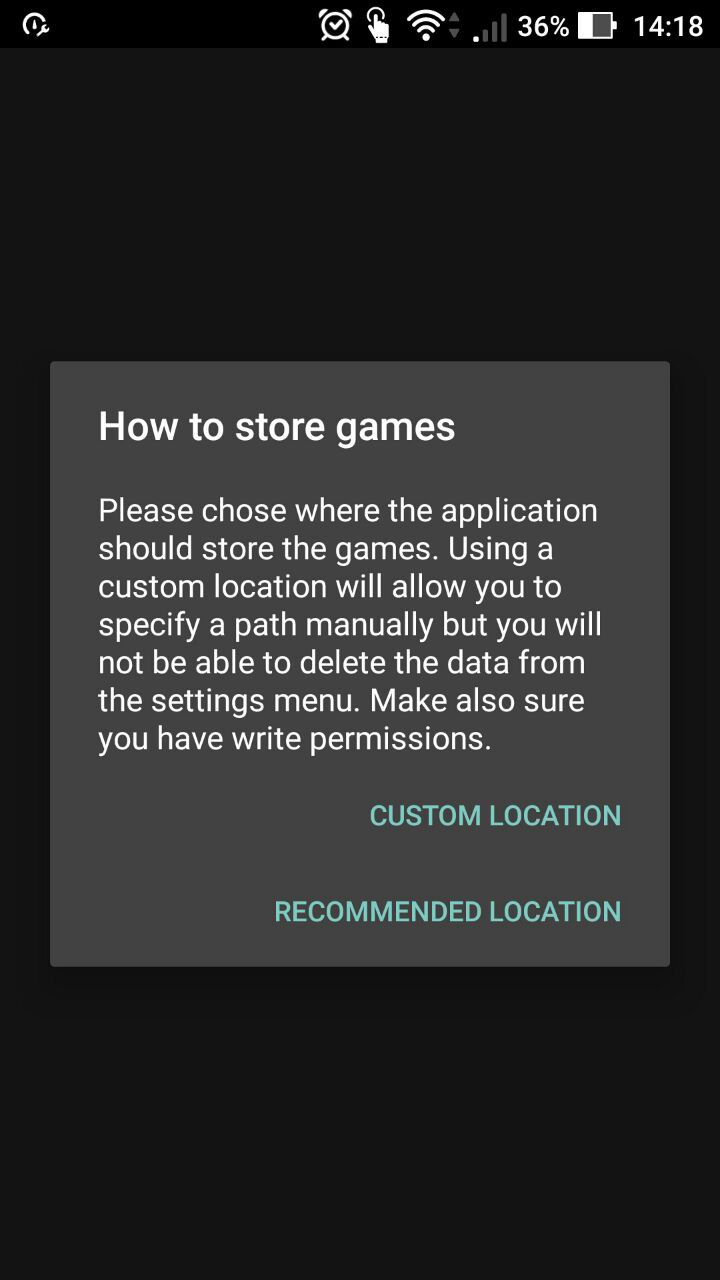 36% 14:18
How to store games
Please chose where the application
should store the games. Using a
custom location will allow you to
specify a path manually but you will
not be able to delete the data from
the settings menu. Make also sure
you have write permissions.
CUSTOM LOCATION
RECOMMENDED LOCATION